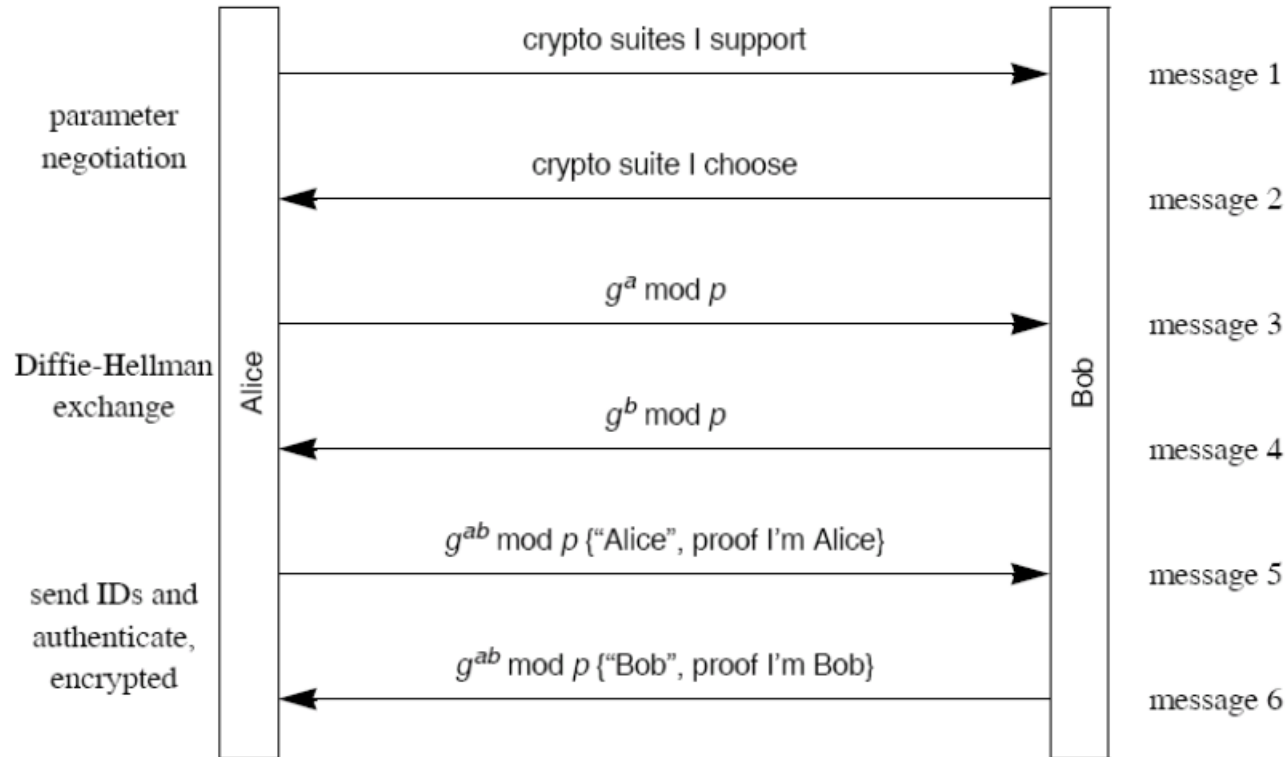 crypto suites I support
message 1
parameter
negotiation
crypto suite I choose
message 2
g^a mod p
message 3
Diffie-Hellman
exchange
Alice
Bob
g^b mod p
message 4
g^ab mod p {“Alice”, proof I’m Alice}
message 5
send IDs and
authenticate,
encrypted
g^ab mod p {“Bob”, proof I’m Bob}
message 6